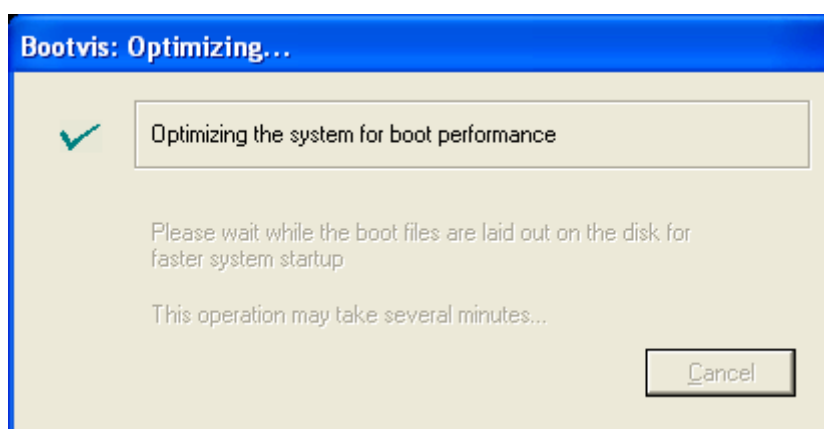 Bootvis: Optimizing...
Optimizing the system for boot performance
Please wait while the boot files are laid out on the disk for
faster system startup
This operation may take several minutes...
Cancel